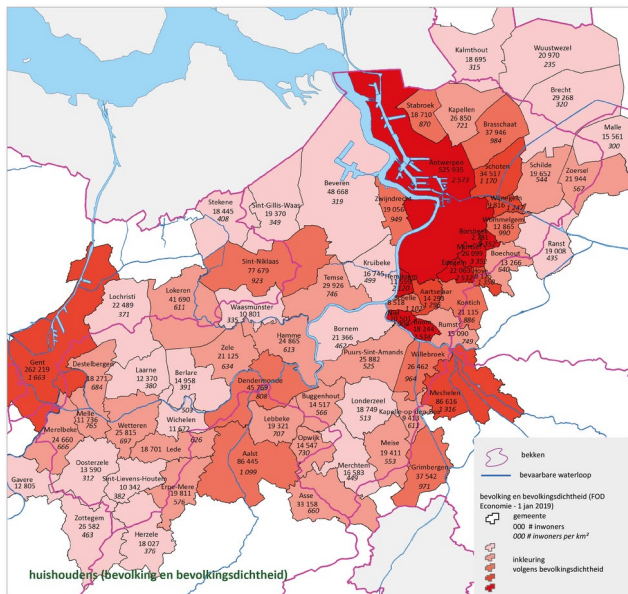 Kalmthout
18 695
315
Wuustwezel
20 970
235
Brecht
29 268
320
Malle
15 561
300
Stabroek
18 710
870
Kapellen
26 850
721
Brasschaat
37 946
984
Antwerpen
525 935
2 573
Schoten
34 517
1 170
Schilde
19 652
544
Zoersel
21 944
567
Wijnegem
1 247
Wommelgem
12 865
990
Ranst
19 008
435
Boechout
13 266
640
Beveren
48 668
319
Zwijndrecht
19 056
949
Stekene
18 445
408
Sint-Gillis-Waas
19 370
349
Sint-Niklaas
77 679
923
Kruibeke
16 745
499
Temse
29 926
746
Aartselaar
14 293
Kontich
21 115
886
Rumst
15 090
749
Boom
18 244
Lochristi
22 489
371
Lokeren
41 690
611
Waasmunster
10 801
335
Hamme
24 865
613
Bornem
21 366
462
Puurs-Sint-Amands
25 882
525
Willebroek
26 462
964
Mechelen
86 616
1 316
Gent
262 219
1 663
Destelbergen
18 271
684
Laarne
12 370
380
Berlare
14 958
391
Zele
21 125
634
Dendermonde
45 769
808
Buggenhout
14 517
566
Londerzeel
18 749
513
Kapelle-op-den-Bos
9 413
613
Melle
11 736
765
Merelbeke
24 660
666
Wetteren
25 815
697
Wichelen
11 672
503
626
18 701 Lede
Lebbeke
19 321
707
Opwijk
14 547
730
Merchtem
16 583
449
Meise
19 411
553
Grimbergen
37 542
971
Asse
33 158
660
Aalst
86 445
1 099
Erpe-Mere
19 811
576
Oosterzele
13 590
312
Sint-Lievens-Houtem
10 342
382
Gavere
12 805
Zottegem
26 582
463
Herzele
18 027
376
huishoudens (bevolking en bevolkingsdichtheid)
bekken
bevaarbare waterloop
bevolking en bevolkingsdichtheid (FOD
Economie - 1 jan 2019)
gemeente
000 # inwoners
000 # inwoners per km²
inkleuring
volgens bevolkingsdichtheid